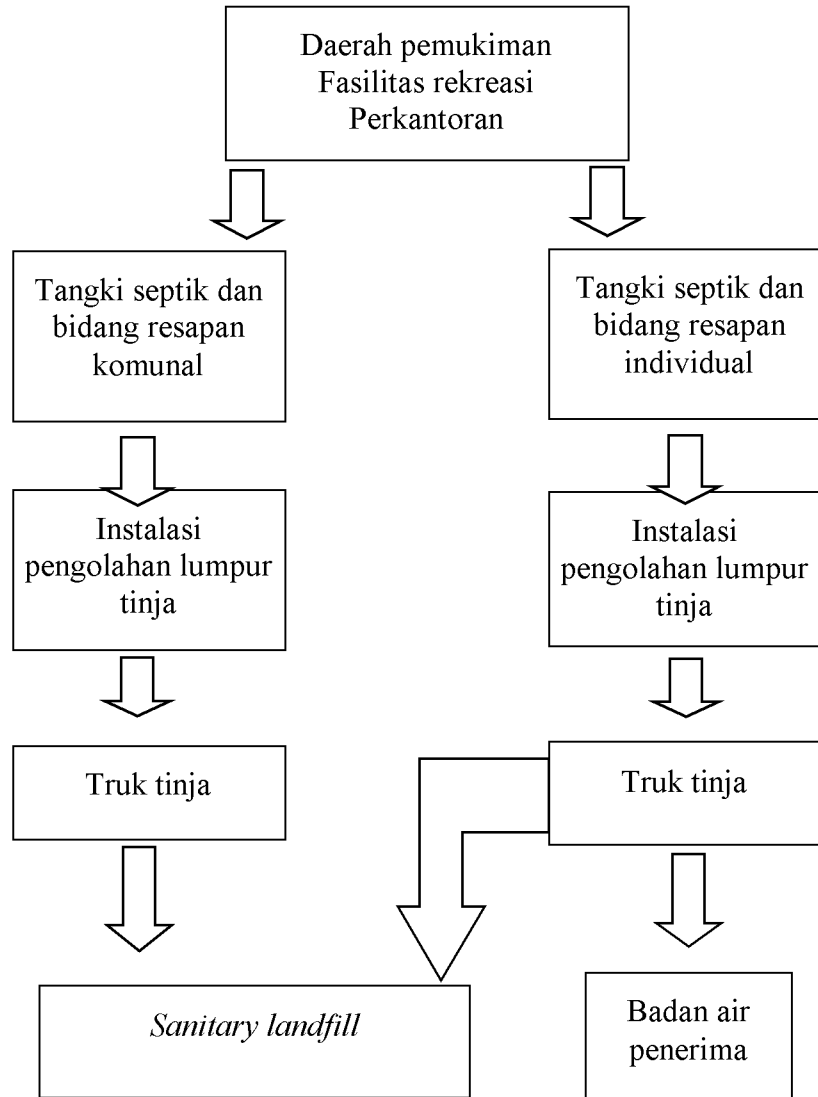 Daerah pemukiman
Fasilitas rekreasi
Perkantoran
Tangki septik dan
bidang resapan
komunal
Tangki septik dan
bidang resapan
individual
Instalasi
pengolahan lumpur
tinja
Instalasi
pengolahan lumpur
tinja
Truk tinja
Truk tinja
Sanitary landfill
Badan air
penerima